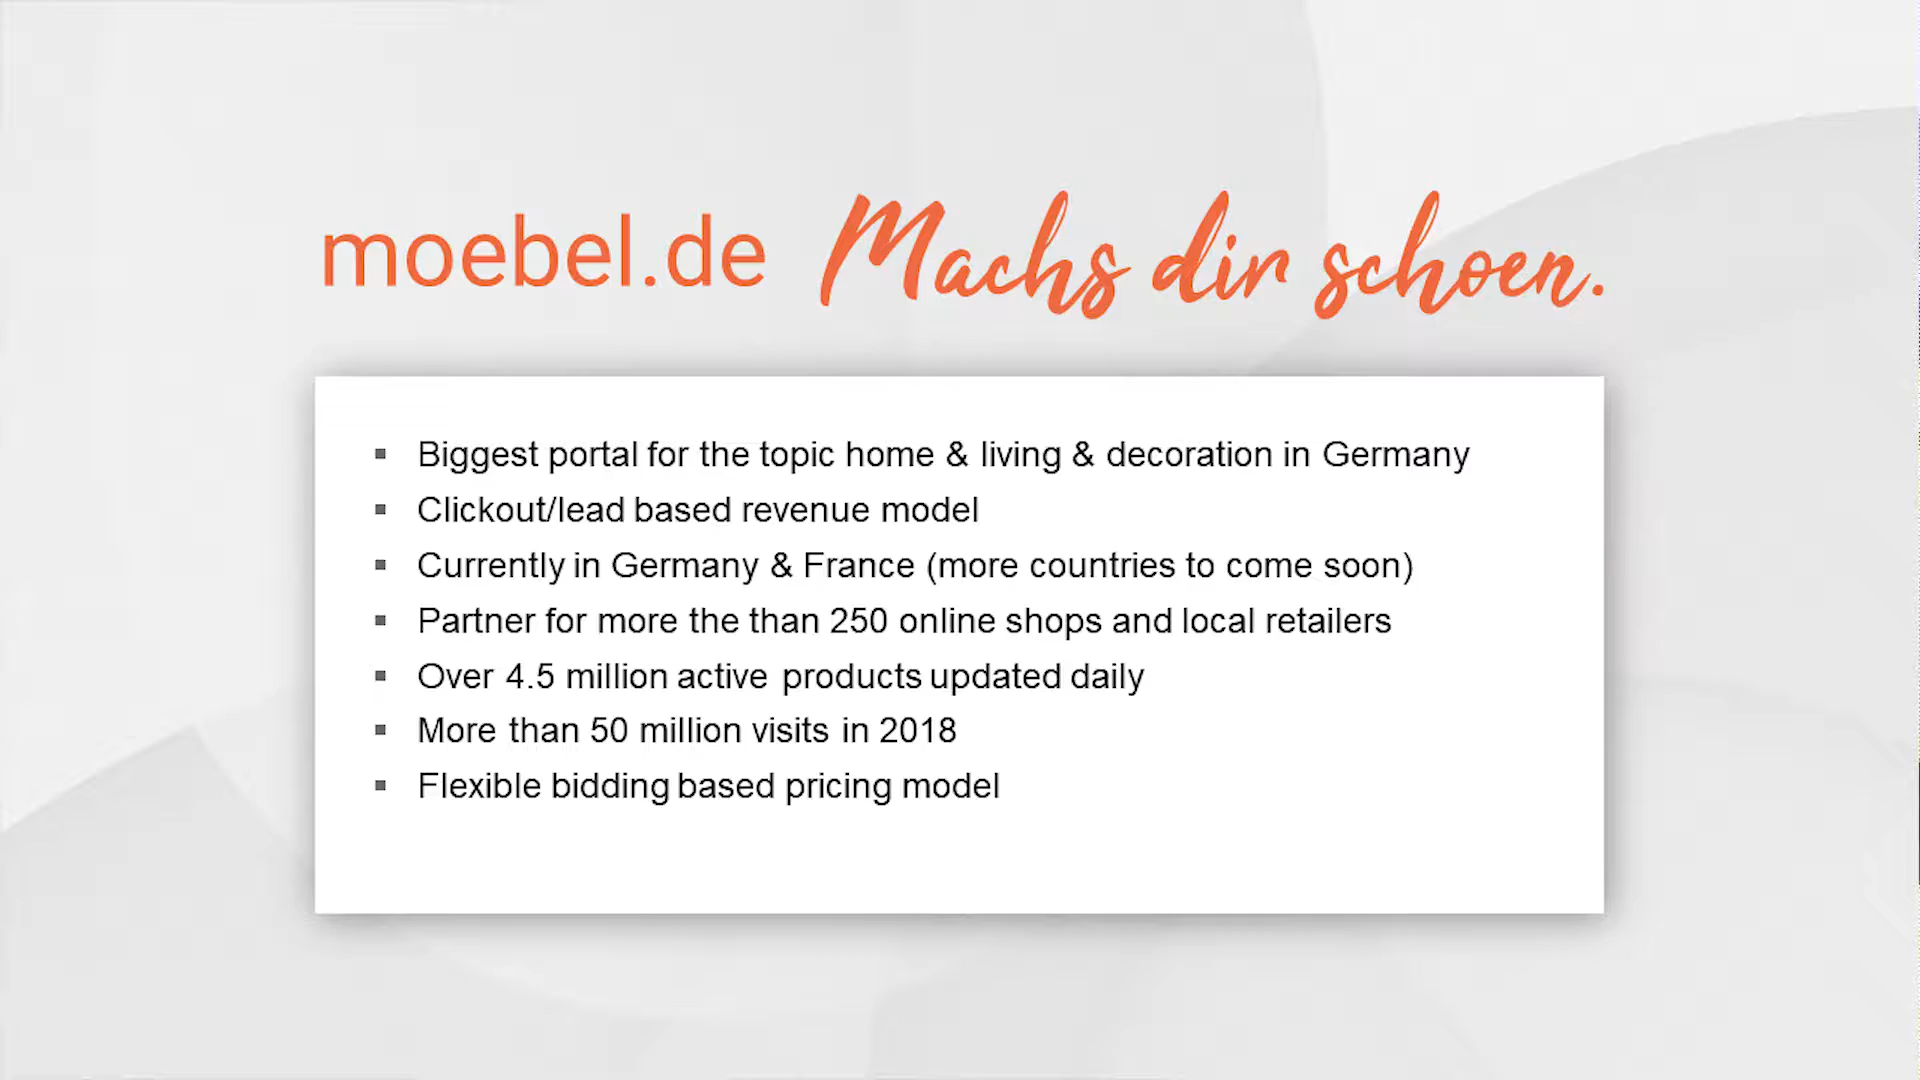 moebel.de Machs dir schoen.
▪ Biggest portal for the topic home & living & decoration in Germany
▪ Clickout/lead based revenue model
▪ Currently in Germany & France (more countries to come soon)
▪ Partner for more the than 250 online shops and local retailers
▪ Over 4.5 million active products updated daily
▪ More than 50 million visits in 2018
▪ Flexible bidding based pricing model